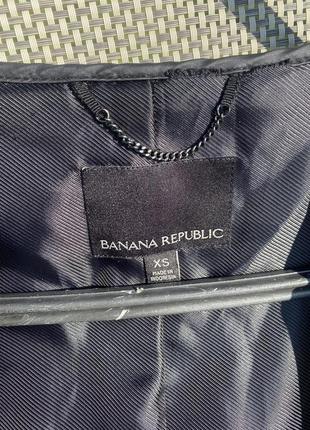 BANANA REPUBLIC
XS
MADE IN
INDONESIA